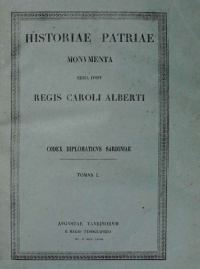 HISTORIAE PATRIAE
MONVMENTA
EDITA IVSSV
REGIS CAROLI ALBERTI
CODEX DIPLOMATICVS SARDINIAE
TOMVS I.
AVGVSTAE TAVRINORVM
E REGIO TYPOGRAPHEO